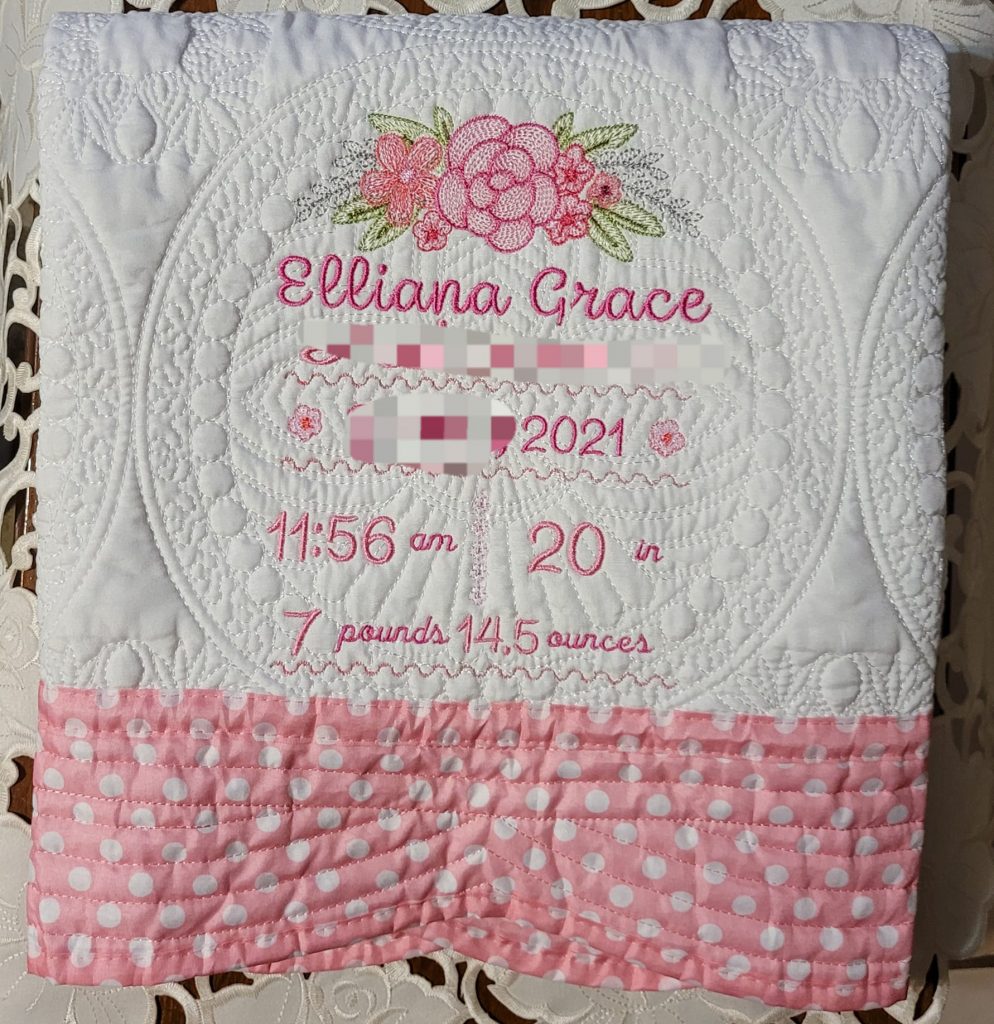 Elliana Grace
2021
11:56 am 20 in
7 pounds 14.5 ounces